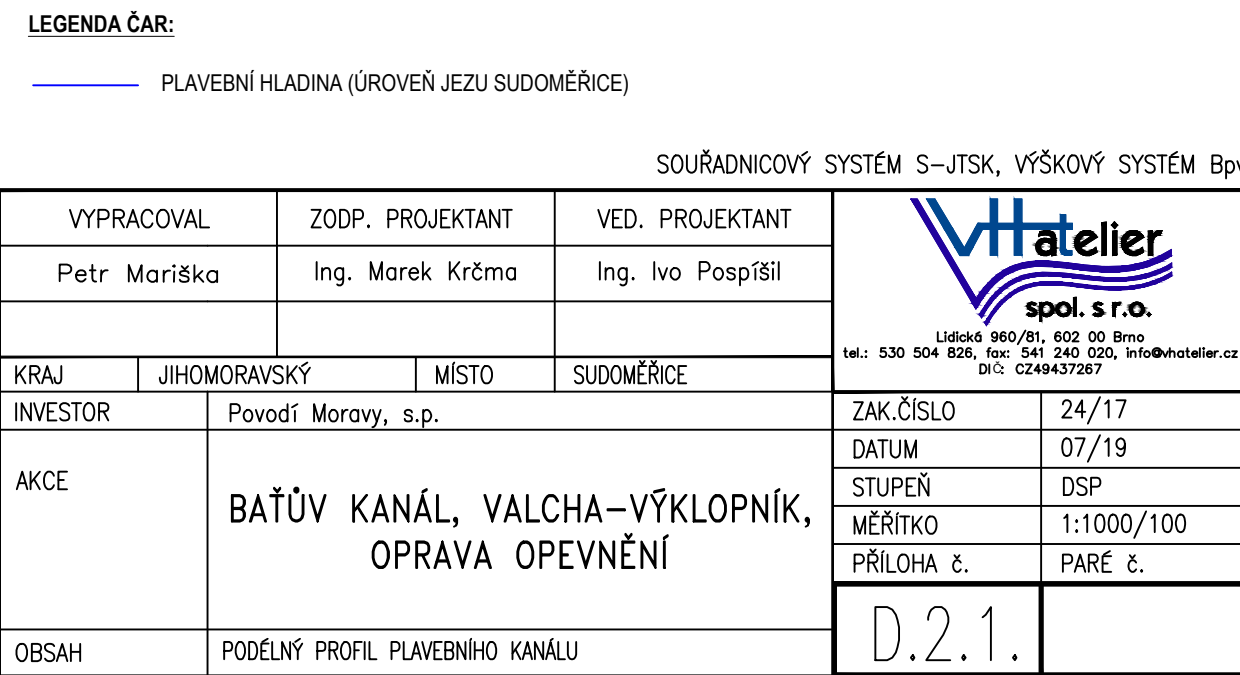 LEGENDA ČAR:
PLAVEBNÍ HLADINA (ÚROVEŇ JEZU SUDOMĚŘICE)
SOUŘADNICOVÝ SYSTÉM S-JTSK, VÝŠKOVÝ SYSTÉM Bpv
VYPRACOVAL ZODP. PROJEKTANT VED. PROJEKTANT
Petr Mariška Ing. Marek Krčma Ing. Ivo Pospíšil
VHatelier
spol. s r.o.
Lidická 960/81, 602 00 Brno
tel.: 530 504 826, fax: 541 240 020, info@vhatelier.cz
DIČ: CZ49437267
KRAJ JIHOMORAVSKÝ MÍSTO SUDOMĚŘICE
INVESTOR Povodí Moravy, s.p.
ZAK.ČÍSLO 24/17
DATUM 07/19
STUPEŇ DSP
MĚŘÍTKO 1:1000/100
PŘÍLOHA č. PARÉ č.
AKCE
BAŤŮV KANÁL, VALCHA-VÝKLOPNÍK,
OPRAVA OPEVNĚNÍ
D.2.1.
OBSAH PODÉLNÝ PROFIL PLAVEBNÍHO KANÁLU